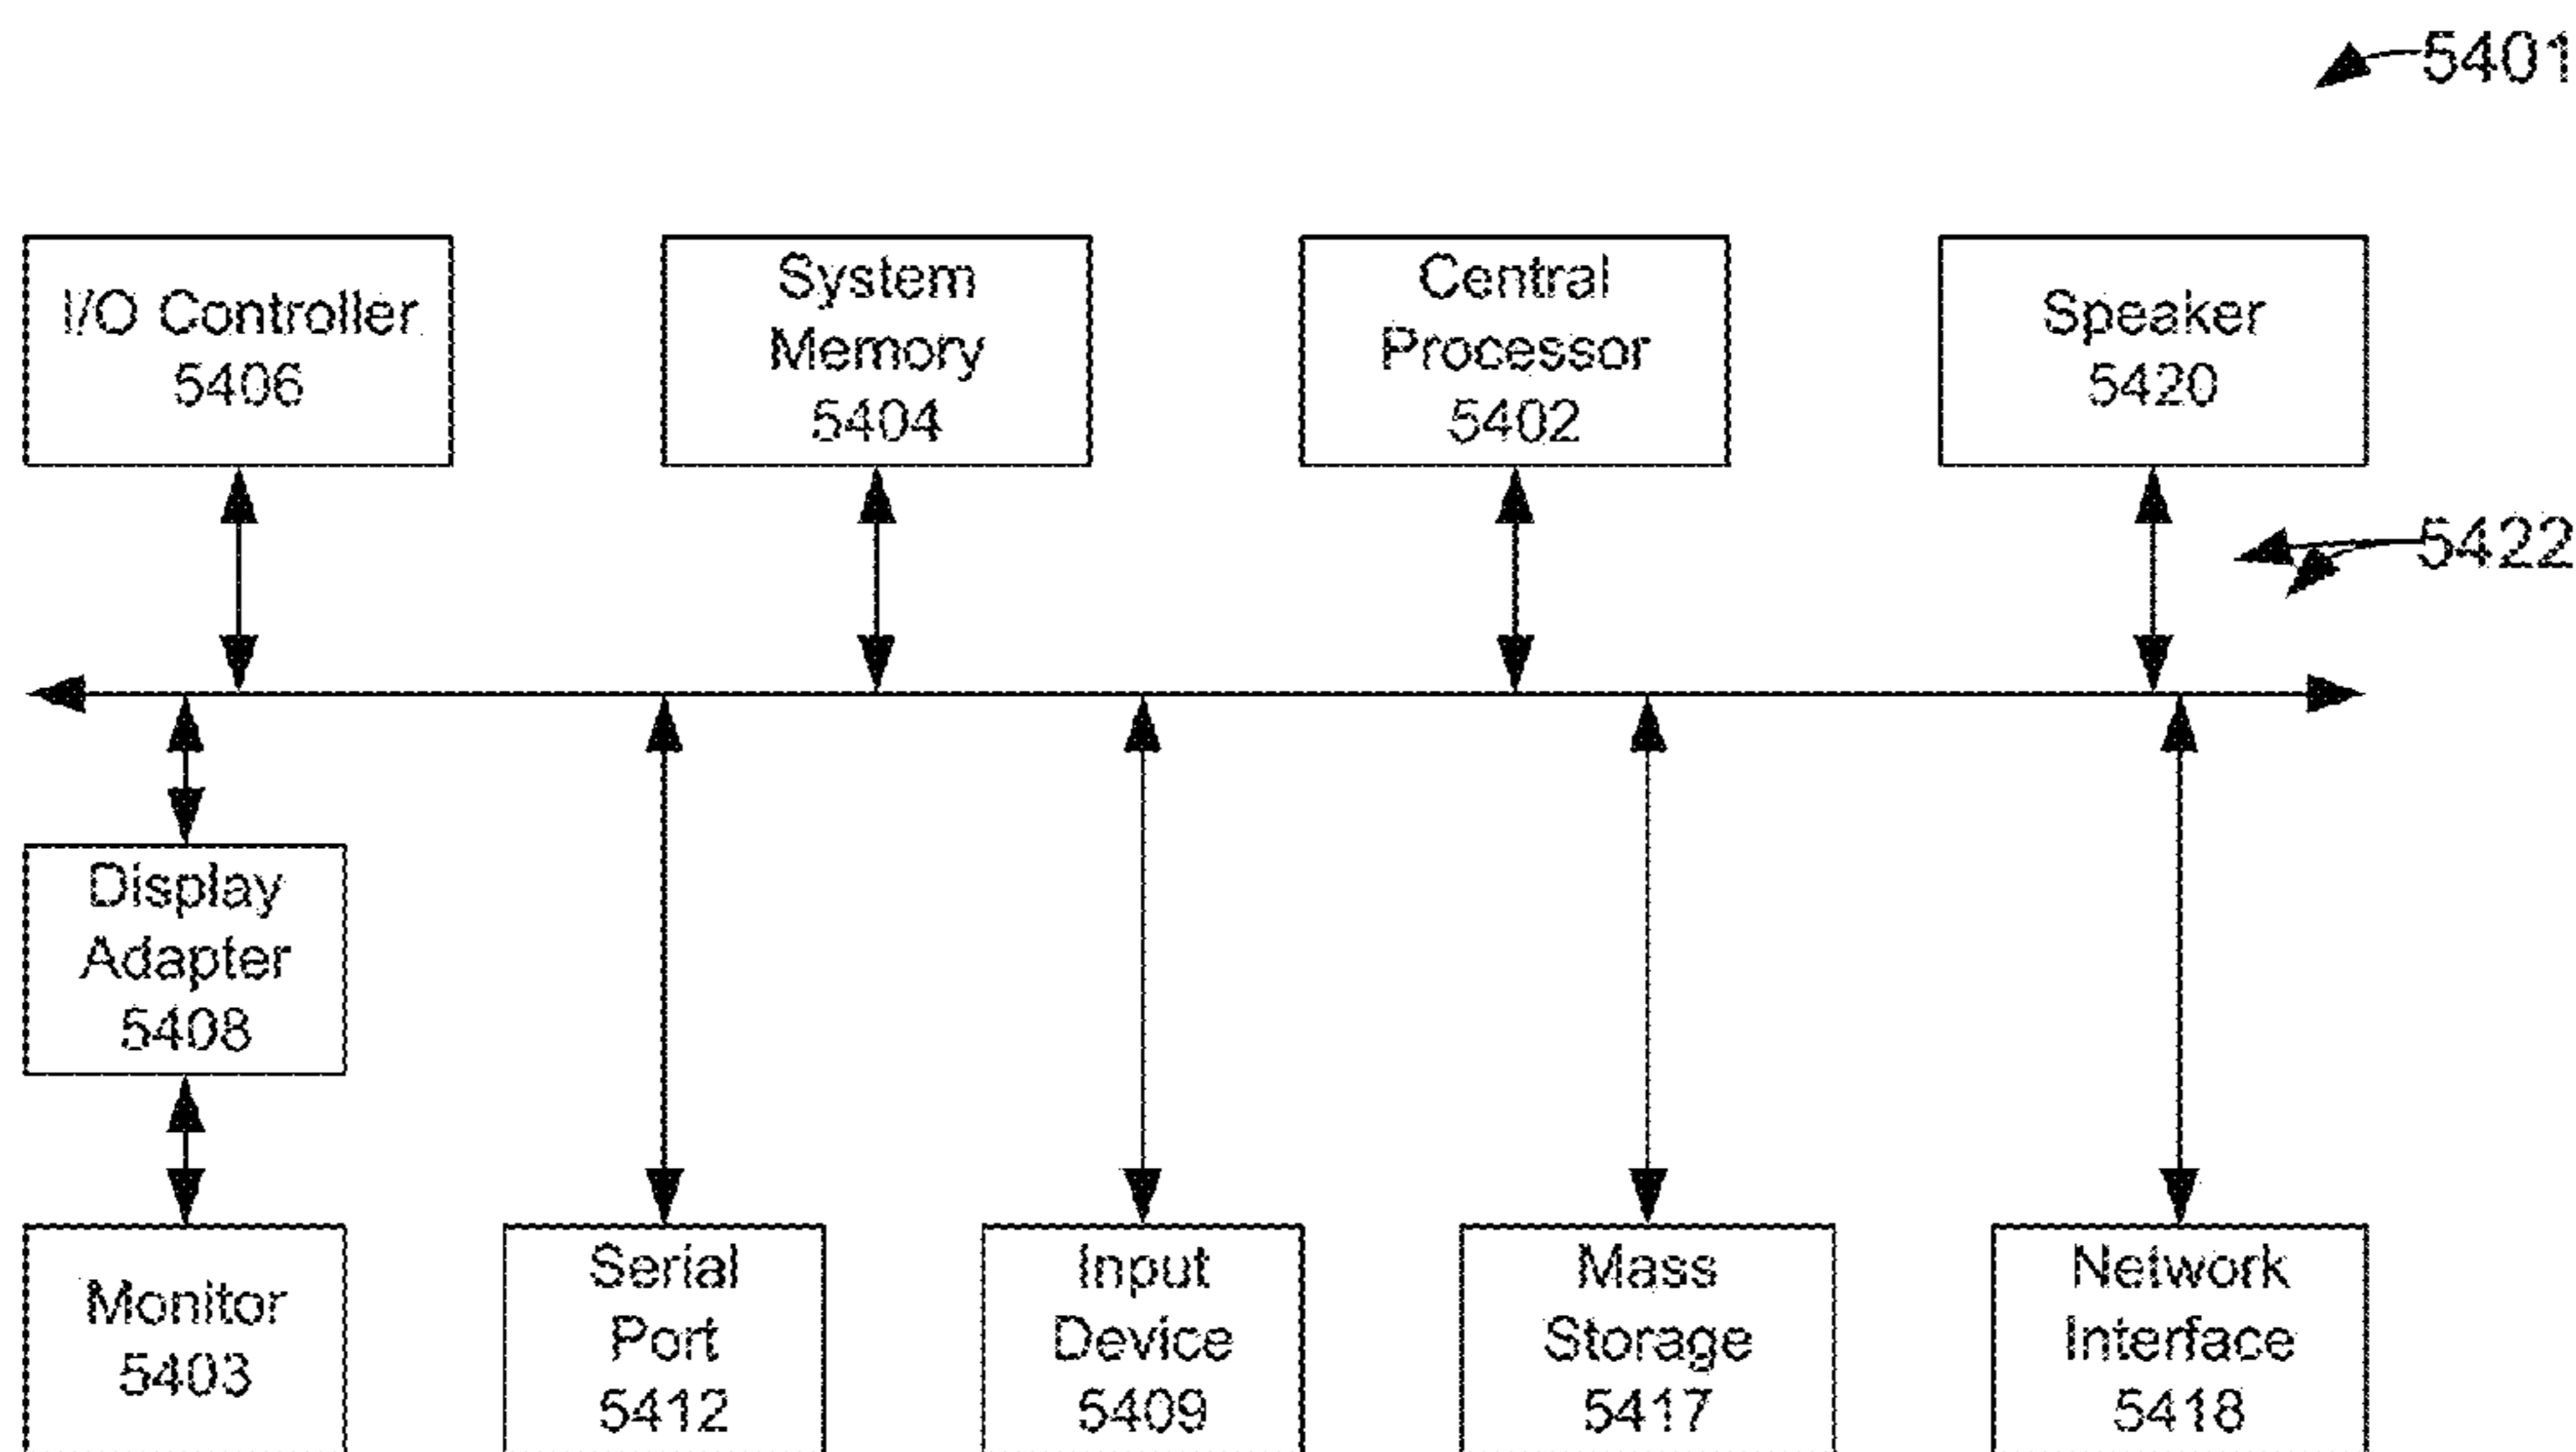 5401
I/O Controller
5406
System
Memory
5404
Central
Processor
5402
Speaker
5420
5422
Display
Adapter
5408
Monitor
5403
Serial
Port
5412
Input
Device
5409
Mass
Storage
5417
Network
Interface
5418